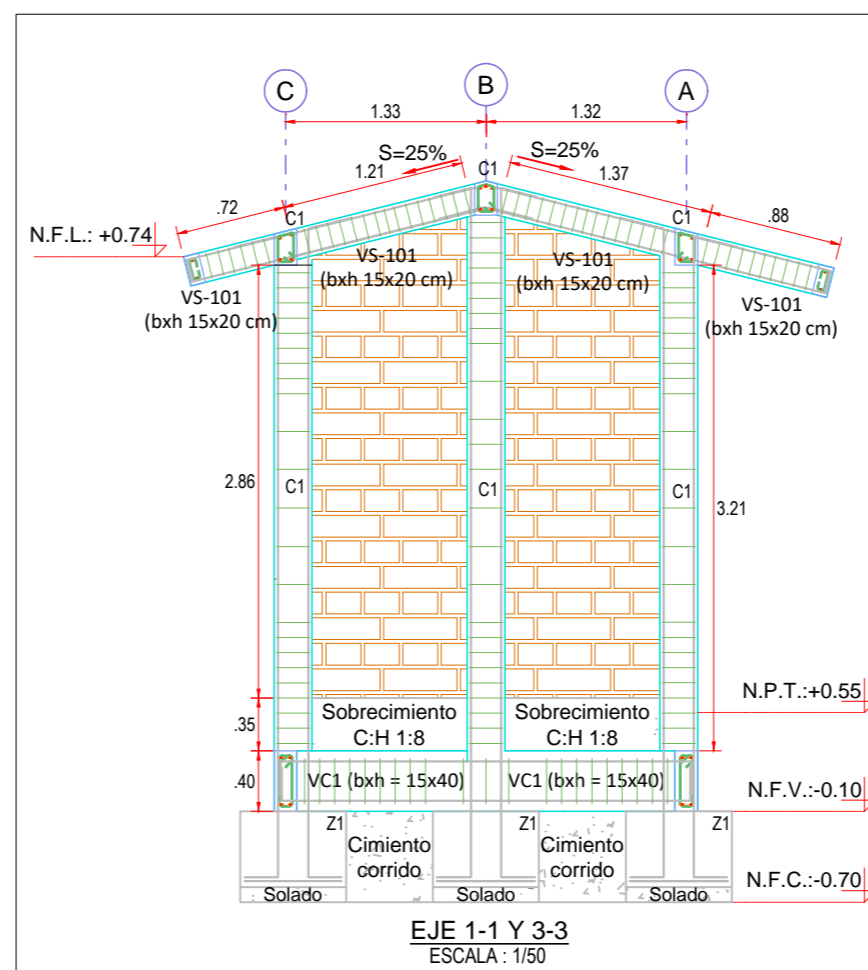 C
B
A
1.33
1.32
S=25%
S=25%
C1
1.21
1.37
.72
.88
C1
C1
N.F.L.: +0.74
VS-101
(bxh 15x20 cm)
VS-101
(bxh 15x20 cm)
VS-101
(bxh 15x20 cm)
VS-101
(bxh 15x20 cm)
2.86
C1
C1
C1
3.21
N.P.T.:+0.55
.35
Sobrecimiento
C:H 1:8
Sobrecimiento
C:H 1:8
.40
VC1 (bxh = 15x40)
VC1 (bxh = 15x40)
N.F.V.:-0.10
Z1
Z1
Z1
Cimiento
corrido
Cimiento
corrido
Solado
Solado
Solado
N.F.C.:-0.70
EJE 1-1 Y 3-3
ESCALA : 1/50